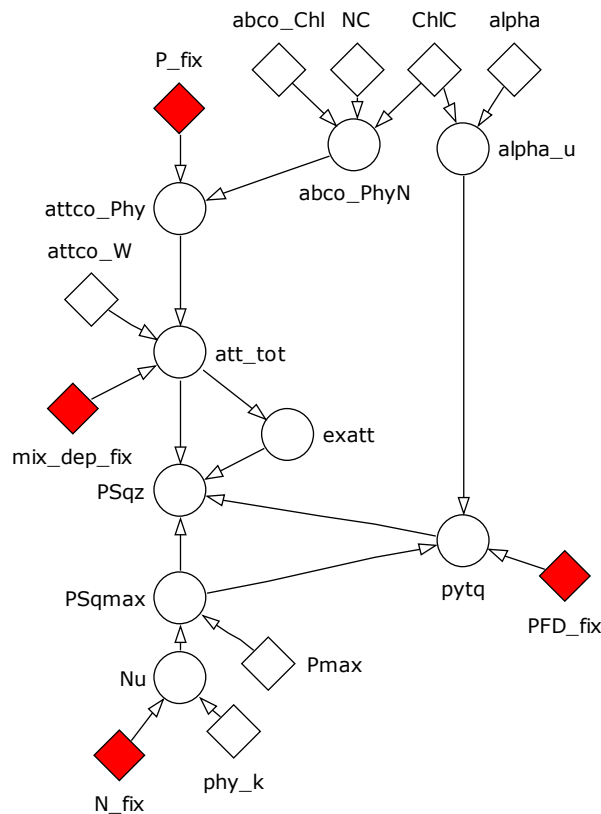 abco_Chl
NC
ChlC
alpha
P_fix
alpha_u
abco_PhyN
attco_Phy
attco_W
att_tot
exatt
mix_dep_fix
PSqz
pytq
PSqmax
PFD_fix
Pmax
Nu
phy_k
N_fix